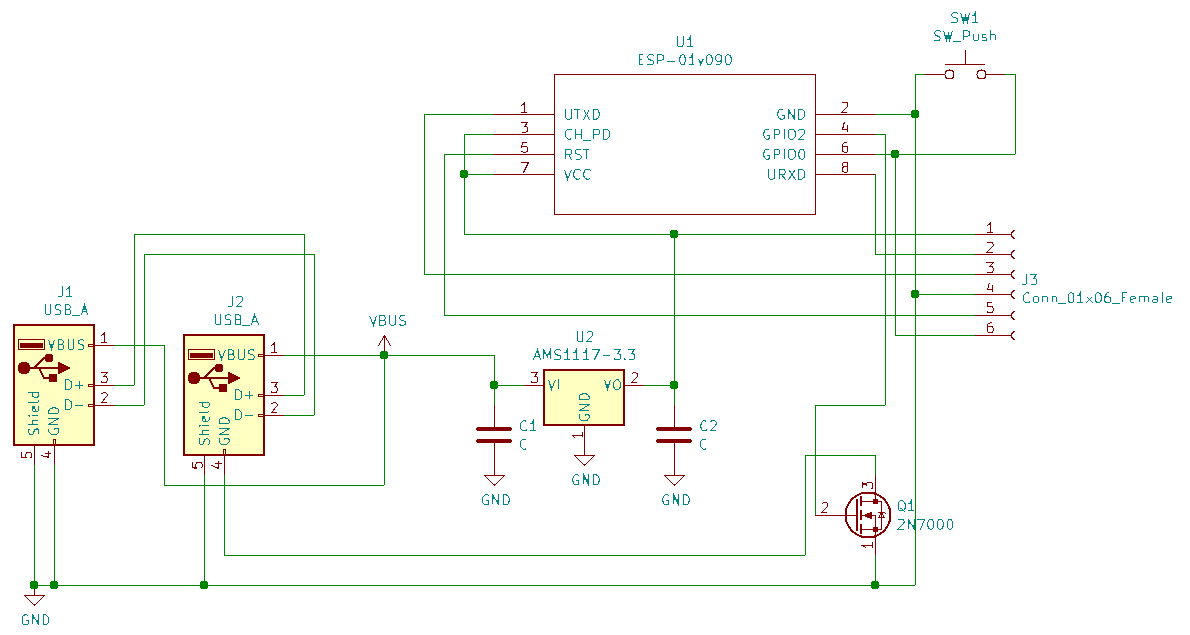 SW1
SW_Push
U1
ESP-01v090
1 UTXD GND 2
3 CH_PD GPIO2 4
5 RST GPIO0 6
7 VCC URXD 8
1
2
3
J3
4
Conn_01x06_Female
5
6
J1
USB_A
VBUS 1
D+ 3
D- 2
Shield
GND
5
4
J2
USB_A
VBUS 1
D+ 3
D- 2
Shield
GND
5
4
VBUS
U2
AMS1117-3.3
3 VI VO 2
GND
1
GND
C1
C
GND
C2
C
GND
3
2
Q1
2N7000
1
GND